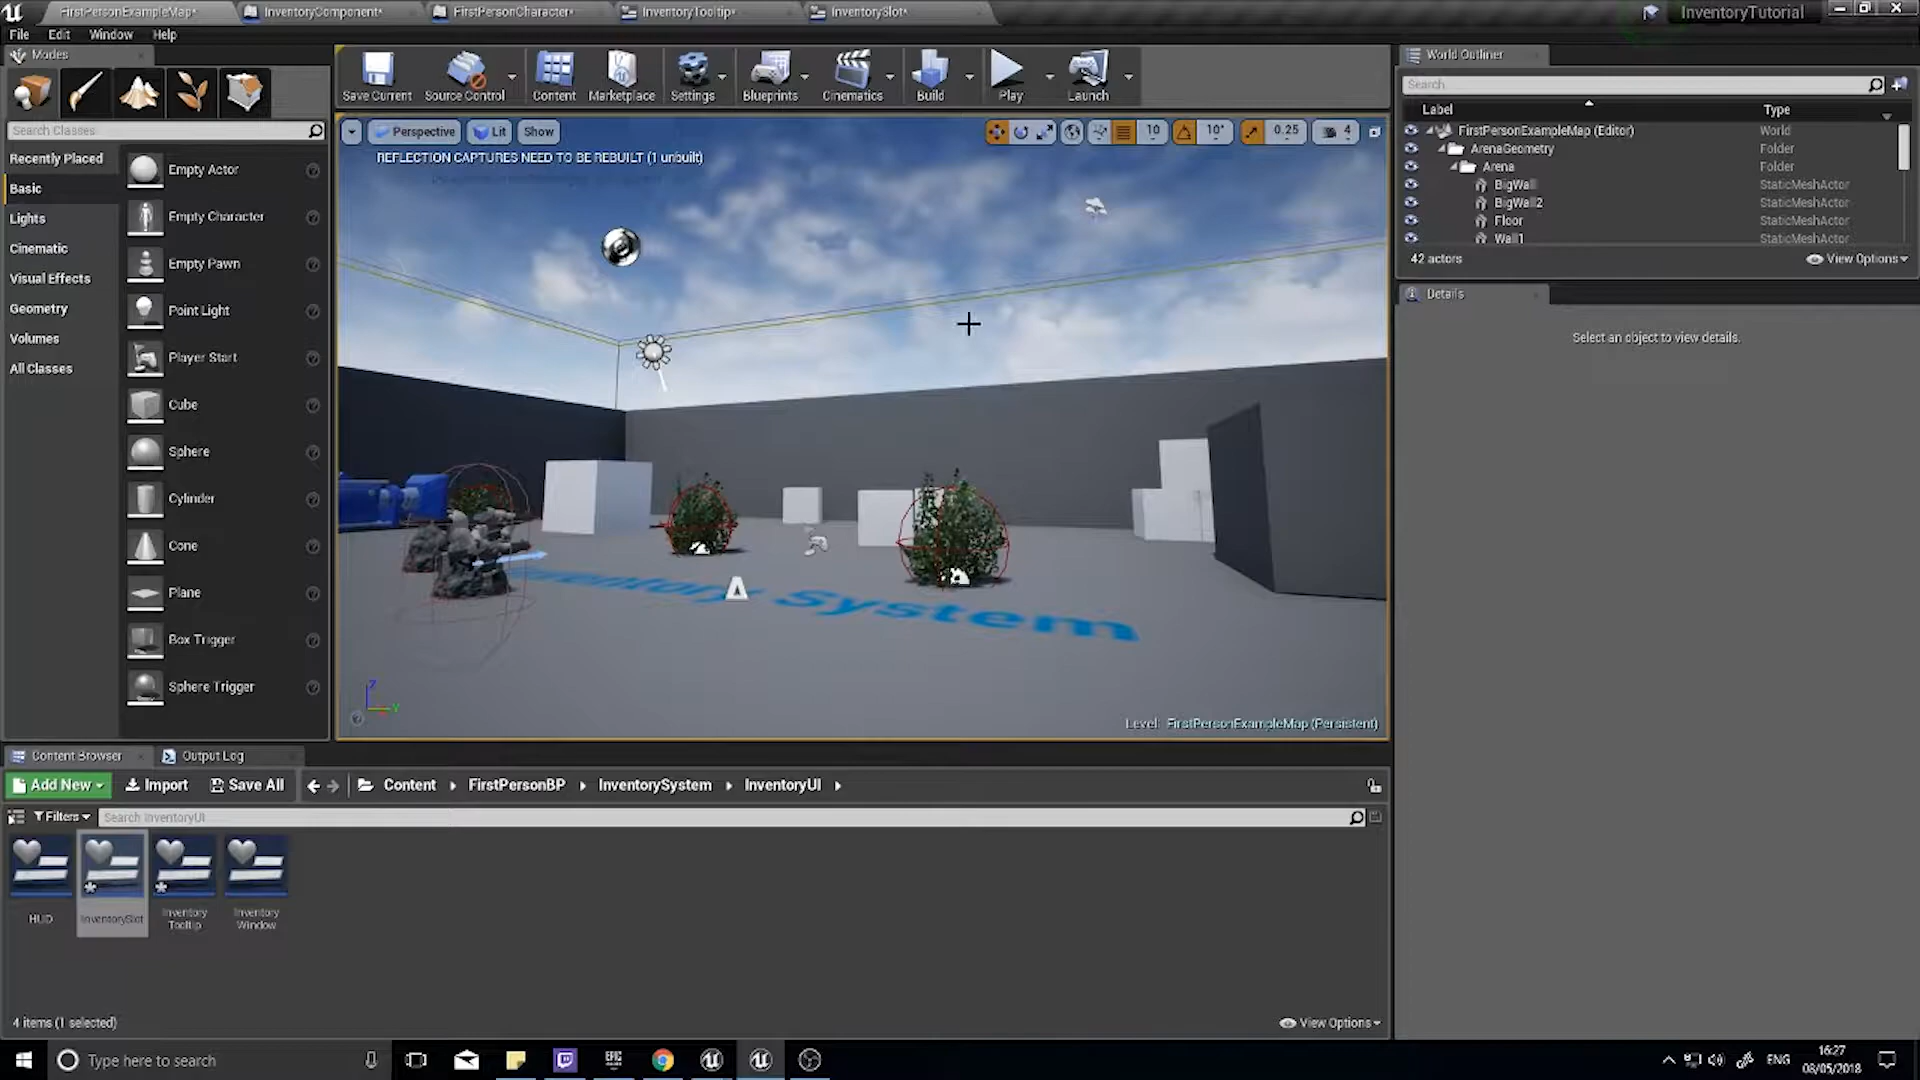 FirstPersonExampleMap*
InventoryComponent*
FirstPersonCharacter*
InventoryTooltip*
InventorySlot*
InventoryTutorial
File Edit Window Help
Modes
Search Classes
Recently Placed
Basic
Lights
Cinematic
Visual Effects
Geometry
Volumes
All Classes
Empty Actor
Empty Character
Empty Pawn
Point Light
Player Start
Cube
Sphere
Cylinder
Cone
Plane
Box Trigger
Sphere Trigger
Save Current
Source Control
Content
Marketplace
Settings
Blueprints
Cinematics
Build
Play
Launch
Perspective
Lit
Show
10
10°
0.25
4
REFLECTION CAPTURES NEED TO BE REBUILT (1 unbuilt)
Inventory System
Z
Y
Level: FirstPersonExampleMap (Persistent)
World Outliner
Search
Label Type
FirstPersonExampleMap (Editor) World
ArenaGeometry Folder
Arena Folder
BigWall StaticMeshActor
BigWall2 StaticMeshActor
Floor StaticMeshActor
Wall1 StaticMeshActor
42 actors
View Options
Details
Select an object to view details.
Content Browser
Output Log
Add New
Import
Save All
Content
FirstPersonBP
InventorySystem
InventoryUI
Filters
Search InventoryUI
HUD
InventorySlot
Inventory
Tooltip
Inventory
Window
4 items (1 selected)
View Options
Type here to search
EPIC
ENG
16:27
08/05/2018